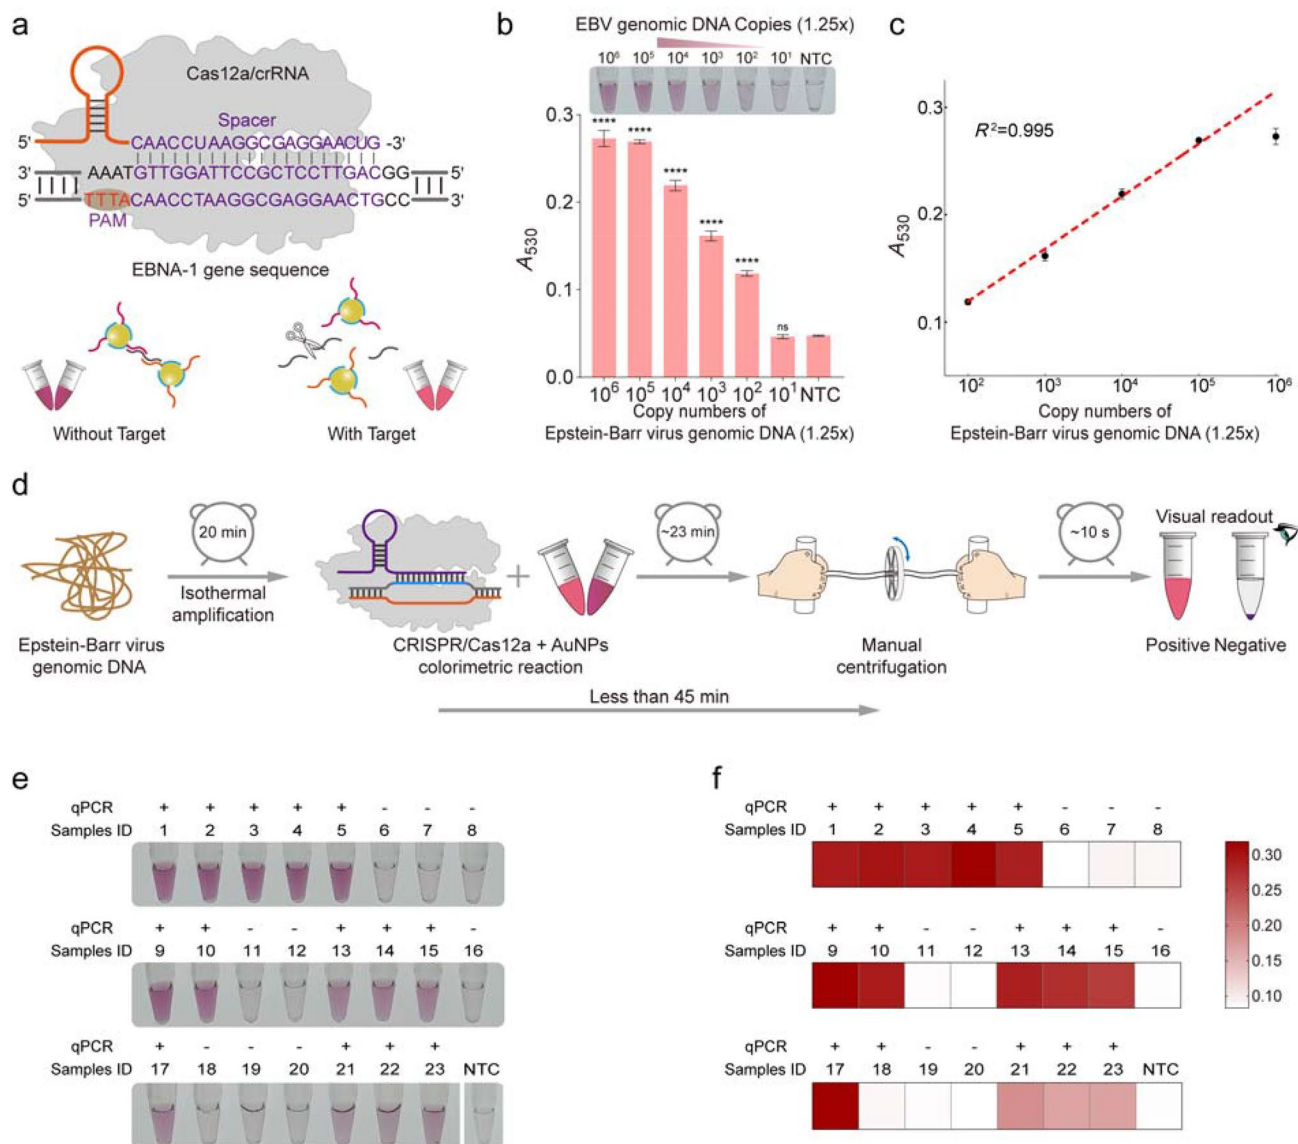 a
Cas12a/crRNA
Spacer
5'
CAACCUAAGGCGAGGAACUG -3'
3' AAATGTTGGATTCCGCTCCTTGACGG 5'
5' TTTACAACCTAAGGCGAGGAACTGCC 3'
PAM
EBNA-1 gene sequence
Without Target
With Target
b
EBV genomic DNA Copies (1.25x)
10⁶ 10⁵ 10⁴ 10³ 10² 10¹ NTC
0.3
0.2
0.1
0.0
A530
**** **** **** **** **** ns
10⁶ 10⁵ 10⁴ 10³ 10² 10¹ NTC
Copy numbers of
Epstein-Barr virus genomic DNA (1.25x)
c
R²=0.995
0.3
0.2
0.1
A530
10² 10³ 10⁴ 10⁵ 10⁶
Copy numbers of
Epstein-Barr virus genomic DNA (1.25x)
d
Epstein-Barr virus
genomic DNA
20 min
Isothermal
amplification
+
CRISPR/Cas12a + AuNPs
colorimetric reaction
~23 min
Manual
centrifugation
~10 s
Visual readout
Positive Negative
Less than 45 min
e
qPCR + + + + + - - -
Samples ID 1 2 3 4 5 6 7 8
qPCR + + - - + + + -
Samples ID 9 10 11 12 13 14 15 16
qPCR + - - - + + +
Samples ID 17 18 19 20 21 22 23 NTC
f
qPCR + + + + + - - -
Samples ID 1 2 3 4 5 6 7 8
qPCR + + - - + + + -
Samples ID 9 10 11 12 13 14 15 16
qPCR + + - - + + +
Samples ID 17 18 19 20 21 22 23 NTC
0.30
0.25
0.20
0.15
0.10